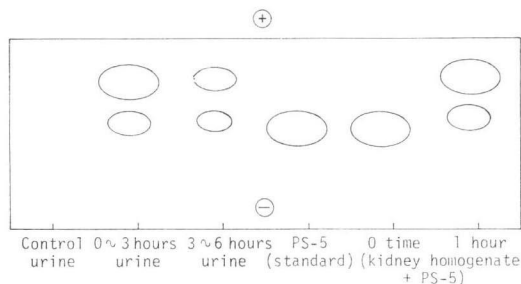 ⊕
⊖
Control 0 ~ 3 hours 3 ~ 6 hours PS-5 0 time 1 hour
urine urine urine (standard) (kidney homogenate
+ PS-5)